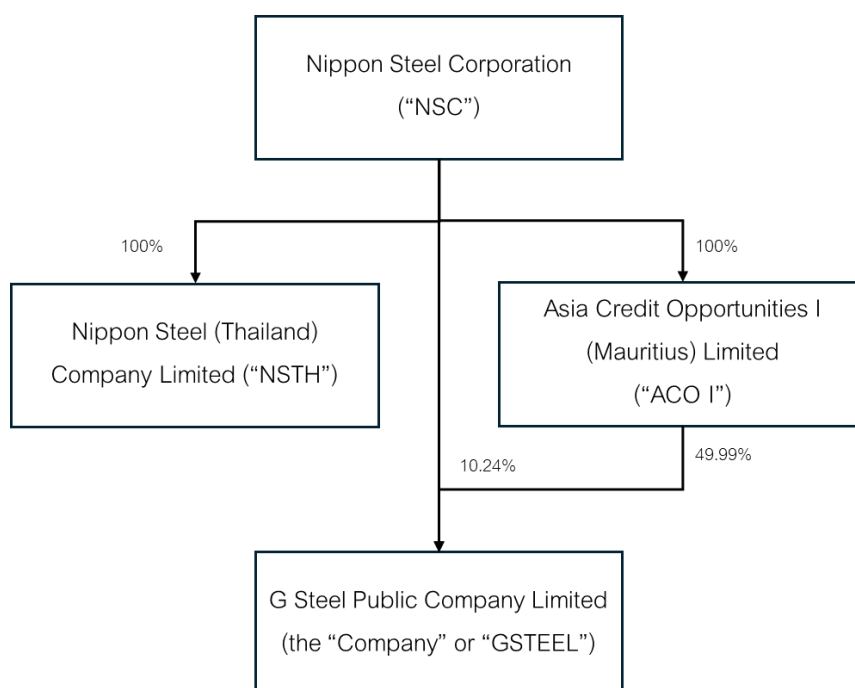 Nippon Steel Corporation
(“NSC”)
100%
100%
Nippon Steel (Thailand)
Company Limited (“NSTH”)
Asia Credit Opportunities I
(Mauritius) Limited
(“ACO I”)
10.24%
49.99%
G Steel Public Company Limited
(the “Company” or “GSTEEL”)